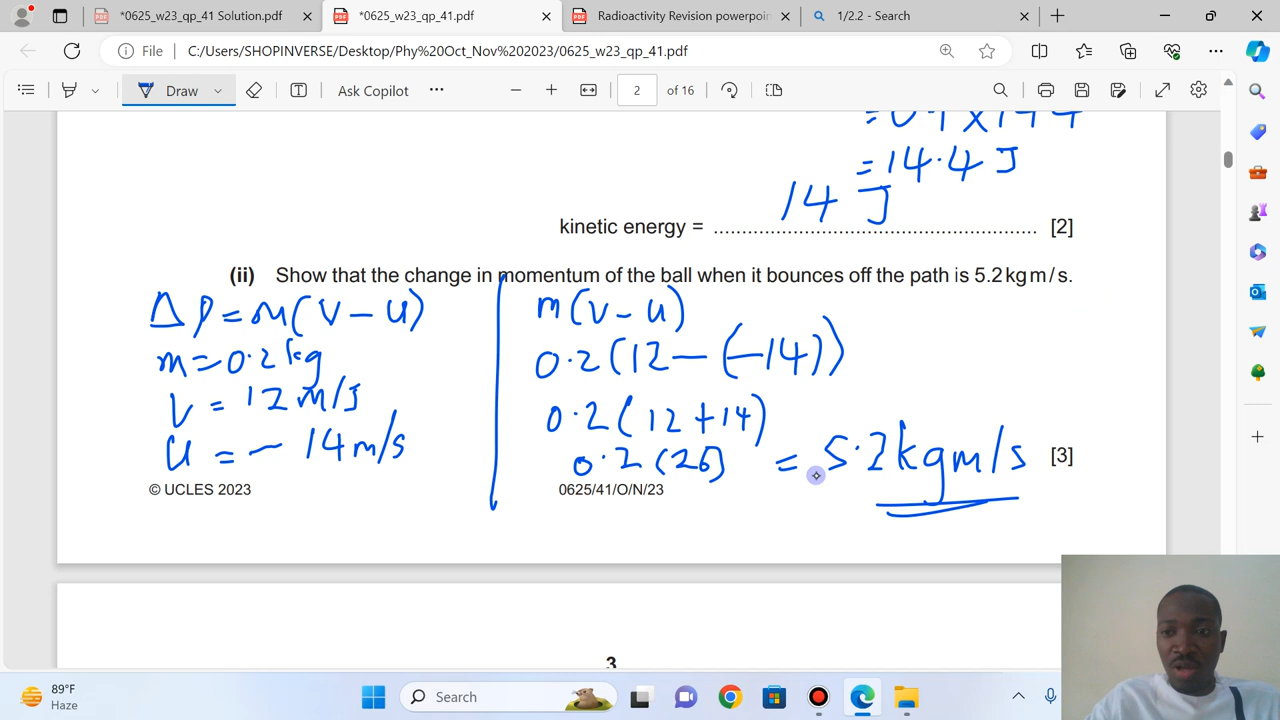 *0625_w23_qp_41 Solution.pdf
*0625_w23_qp_41.pdf
Radioactivity Revision powerpoin
1/2.2 - Search
File
C:/Users/SHOPINVERSE/Desktop/Phy%20Oct_Nov%202023/0625_w23_qp_41.pdf
Draw
Ask Copilot
2
of 16
= 14.4 J
14 J
kinetic energy = .......................................................... [2]
(ii) Show that the change in momentum of the ball when it bounces off the path is 5.2 kg m / s.
Δp = m(v – u)
m = 0.2 kg
v = 12 m/s
u = – 14 m/s
m(v – u)
0.2(12 – (–14))
0.2(12 + 14)
0.2(26) = 5.2 kgm/s
[3]
© UCLES 2023
0625/41/O/N/23
3
89°F
Haze
Search